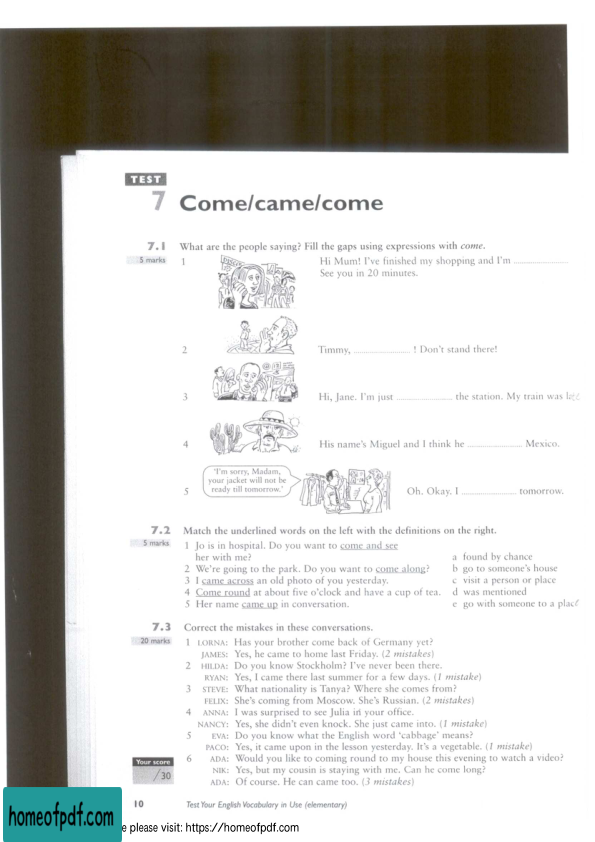 TEST
7 Come/came/come
7.1 What are the people saying? Fill the gaps using expressions with come.
5 marks
1 Hi Mum! I've finished my shopping and I'm ........................
See you in 20 minutes.
2 Timmy, ........................ ! Don't stand there!
3 Hi, Jane. I'm just ........................ the station. My train was late.
4 His name's Miguel and I think he ........................ Mexico.
'I'm sorry, Madam,
your jacket will not be
ready till tomorrow.'
5 Oh. Okay. I ........................ tomorrow.
7.2 Match the underlined words on the left with the definitions on the right.
5 marks
1 Jo is in hospital. Do you want to come and see
her with me? a found by chance
2 We're going to the park. Do you want to come along? b go to someone's house
3 I came across an old photo of you yesterday. c visit a person or place
4 Come round at about five o'clock and have a cup of tea. d was mentioned
5 Her name came up in conversation. e go with someone to a place
7.3 Correct the mistakes in these conversations.
20 marks
1 LORNA: Has your brother come back of Germany yet?
JAMES: Yes, he came to home last Friday. (2 mistakes)
2 HILDA: Do you know Stockholm? I've never been there.
RYAN: Yes, I came there last summer for a few days. (1 mistake)
3 STEVE: What nationality is Tanya? Where she comes from?
FELIX: She's coming from Moscow. She's Russian. (2 mistakes)
4 ANNA: I was surprised to see Julia in your office.
NANCY: Yes, she didn't even knock. She just came into. (1 mistake)
5 EVA: Do you know what the English word 'cabbage' means?
PACO: Yes, it came upon in the lesson yesterday. It's a vegetable. (1 mistake)
6 ADA: Would you like to coming round to my house this evening to watch a video?
NIK: Yes, but my cousin is staying with me. Can he come long?
ADA: Of course. He can came too. (3 mistakes)
Your score
/30
10 Test Your English Vocabulary in Use (elementary)
homeofpdf.com
e please visit: https://homeofpdf.com